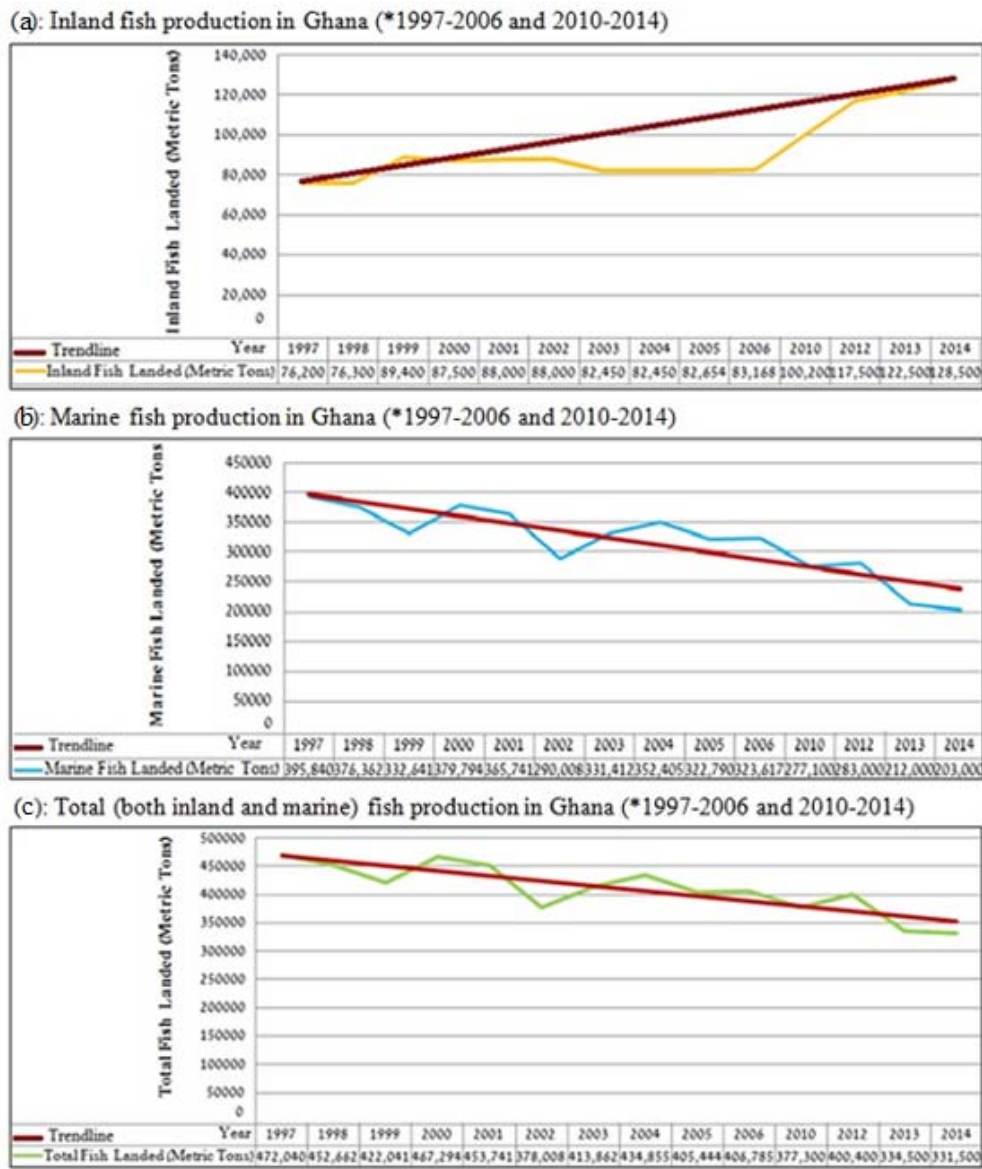 (a): Inland fish production in Ghana (*1997-2006 and 2010-2014)
Inland Fish Landed (Metric Tons)
140,000
120,000
100,000
80,000
60,000
40,000
20,000
0
Trendline Year 1997 1998 1999 2000 2001 2002 2003 2004 2005 2006 2010 2012 2013 2014
Inland Fish Landed (Metric Tons) 76,200 76,300 89,400 87,500 88,000 88,000 82,450 82,450 82,654 83,168 100,200 117,500 122,500 128,500
(b): Marine fish production in Ghana (*1997-2006 and 2010-2014)
Marine Fish Landed (Metric Tons
450000
400000
350000
300000
250000
200000
150000
100000
50000
0
Trendline Year 1997 1998 1999 2000 2001 2002 2003 2004 2005 2006 2010 2012 2013 2014
Marine Fish Landed (Metric Tons) 395,840 376,362 332,641 379,794 365,741 290,008 331,412 352,405 322,790 323,617 277,100 283,000 212,000 203,000
(c): Total (both inland and marine) fish production in Ghana (*1997-2006 and 2010-2014)
Total Fish Landed (Metric Tons)
500000
450000
400000
350000
300000
250000
200000
150000
100000
50000
0
Trendline Year 1997 1998 1999 2000 2001 2002 2003 2004 2005 2006 2010 2012 2013 2014
Total Fish Landed (Metric Tons) 472,040 452,662 422,041 467,294 453,741 378,008 413,862 434,855 405,444 406,785 377,300 400,400 334,500 331,500